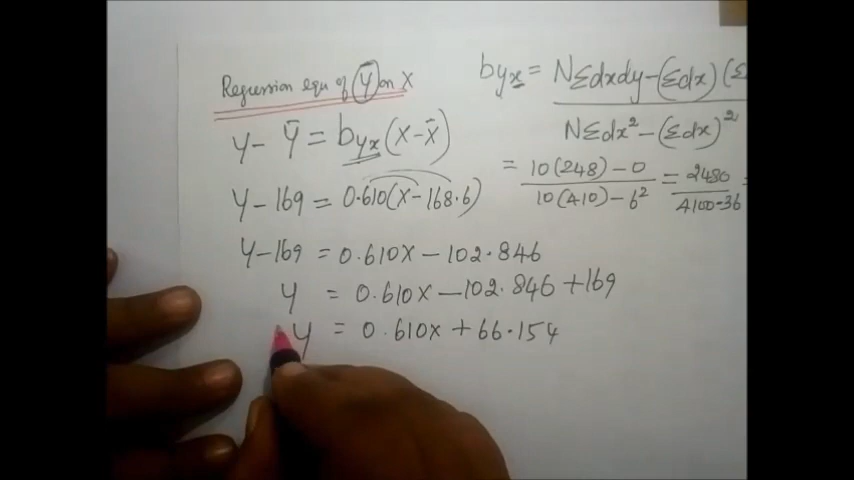 Regression equ of Y on X
Y - Ȳ = byx (X - X̄)
Y - 169 = 0.610(X - 168.6)
Y - 169 = 0.610X - 102.846
Y = 0.610X - 102.846 + 169
Y = 0.610X + 66.154
byx = NΣdxdy - (Σdx)(Σ
NΣdx² - (Σdx)²
= 10(248) - 0 = 2480 =
10(410) - 6² 4100-36